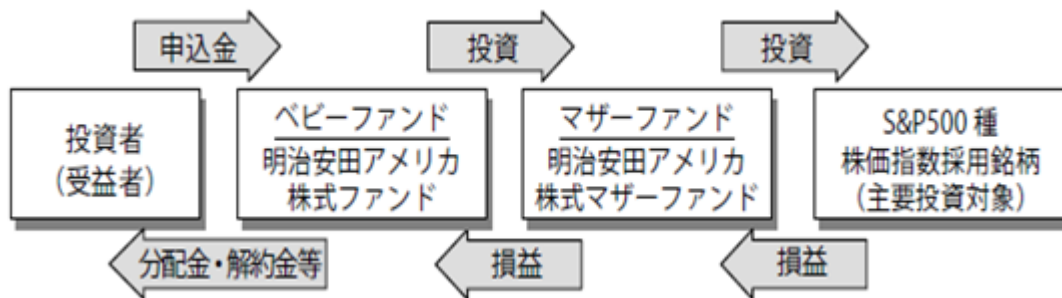 申込金
投資
投資
投資者
(受益者)
ベビーファンド
明治安田アメリカ
株式ファンド
マザーファンド
明治安田アメリカ
株式マザーファンド
S&P500 種
株価指数採用銘柄
(主要投資対象)
分配金・解約金等
損益
損益